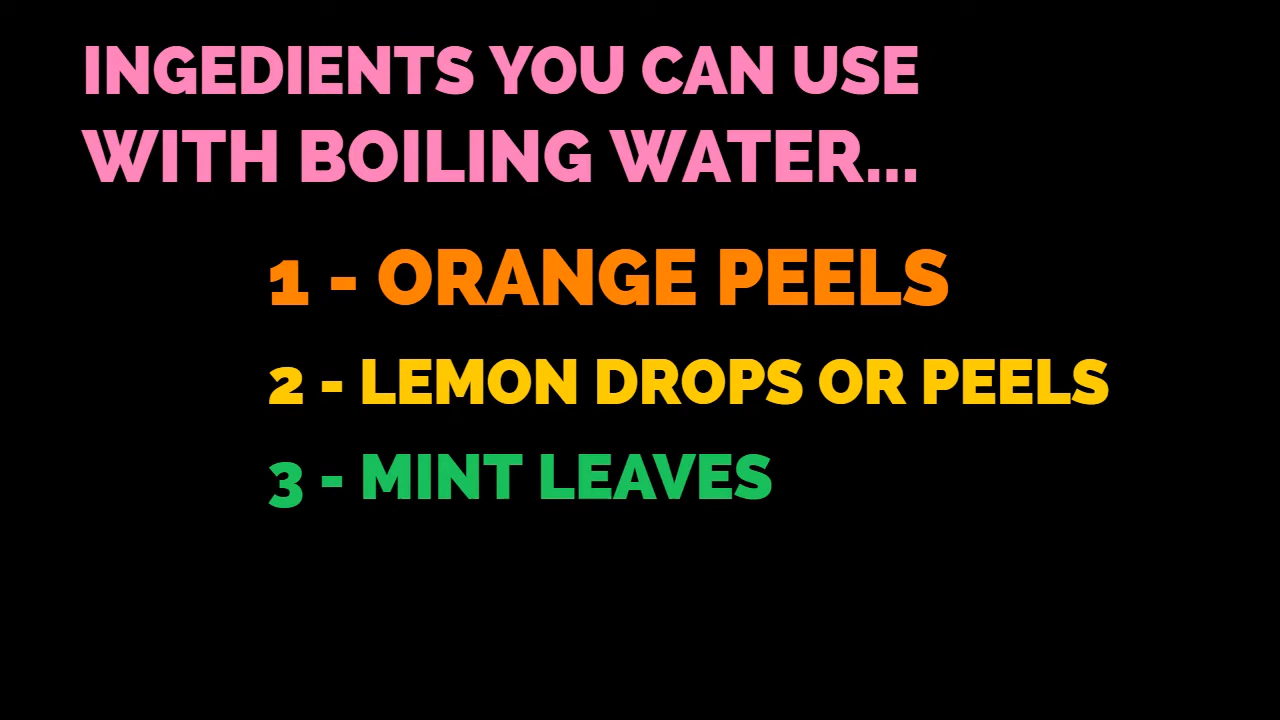 INGEDIENTS YOU CAN USE
WITH BOILING WATER...
1 - ORANGE PEELS
2 - LEMON DROPS OR PEELS
3 - MINT LEAVES